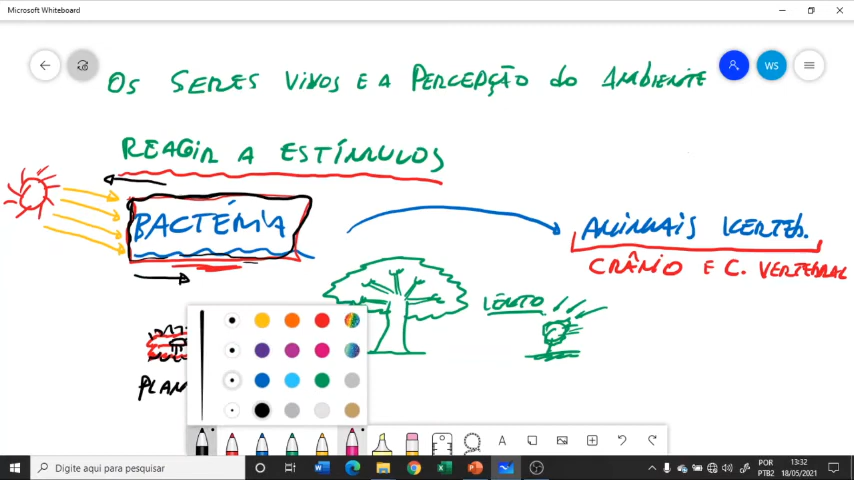 Microsoft Whiteboard
WS
OS SERES VIVOS E A PERCEPÇÃO do AMBIENTE
REAGIR A ESTÍMULOS
BACTÉRIA
ANIMAIS VERTEB.
CRÂNIO E C. VERTEBRAL
LENTO
PLAN
A
Digite aqui para pesquisar
POR
PTB2
13:32
18/05/2021